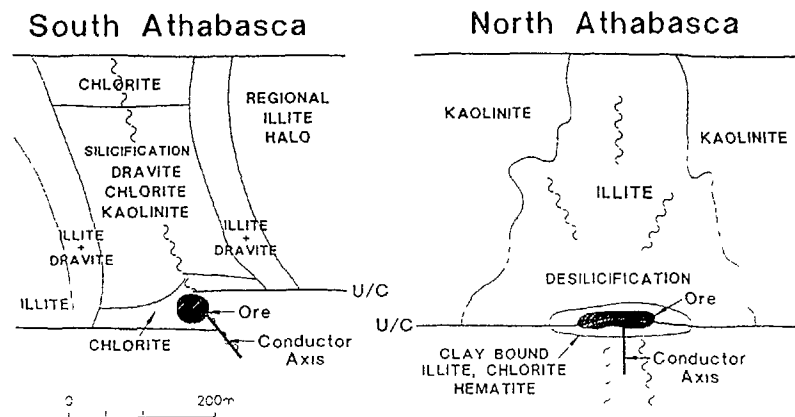 South Athabasca
CHLORITE
REGIONAL
ILLITE
HALO
SILICIFICATION
DRAVITE
CHLORITE
KAOLINITE
ILLITE
+
DRAVITE
ILLITE
+
DRAVITE
ILLITE
U/C
Ore
CHLORITE
Conductor
Axis
0
200m
North Athabasca
KAOLINITE
KAOLINITE
ILLITE
DESILICIFICATION
Ore
U/C
CLAY BOUND
ILLITE, CHLORITE
HEMATITE
Conductor
Axis